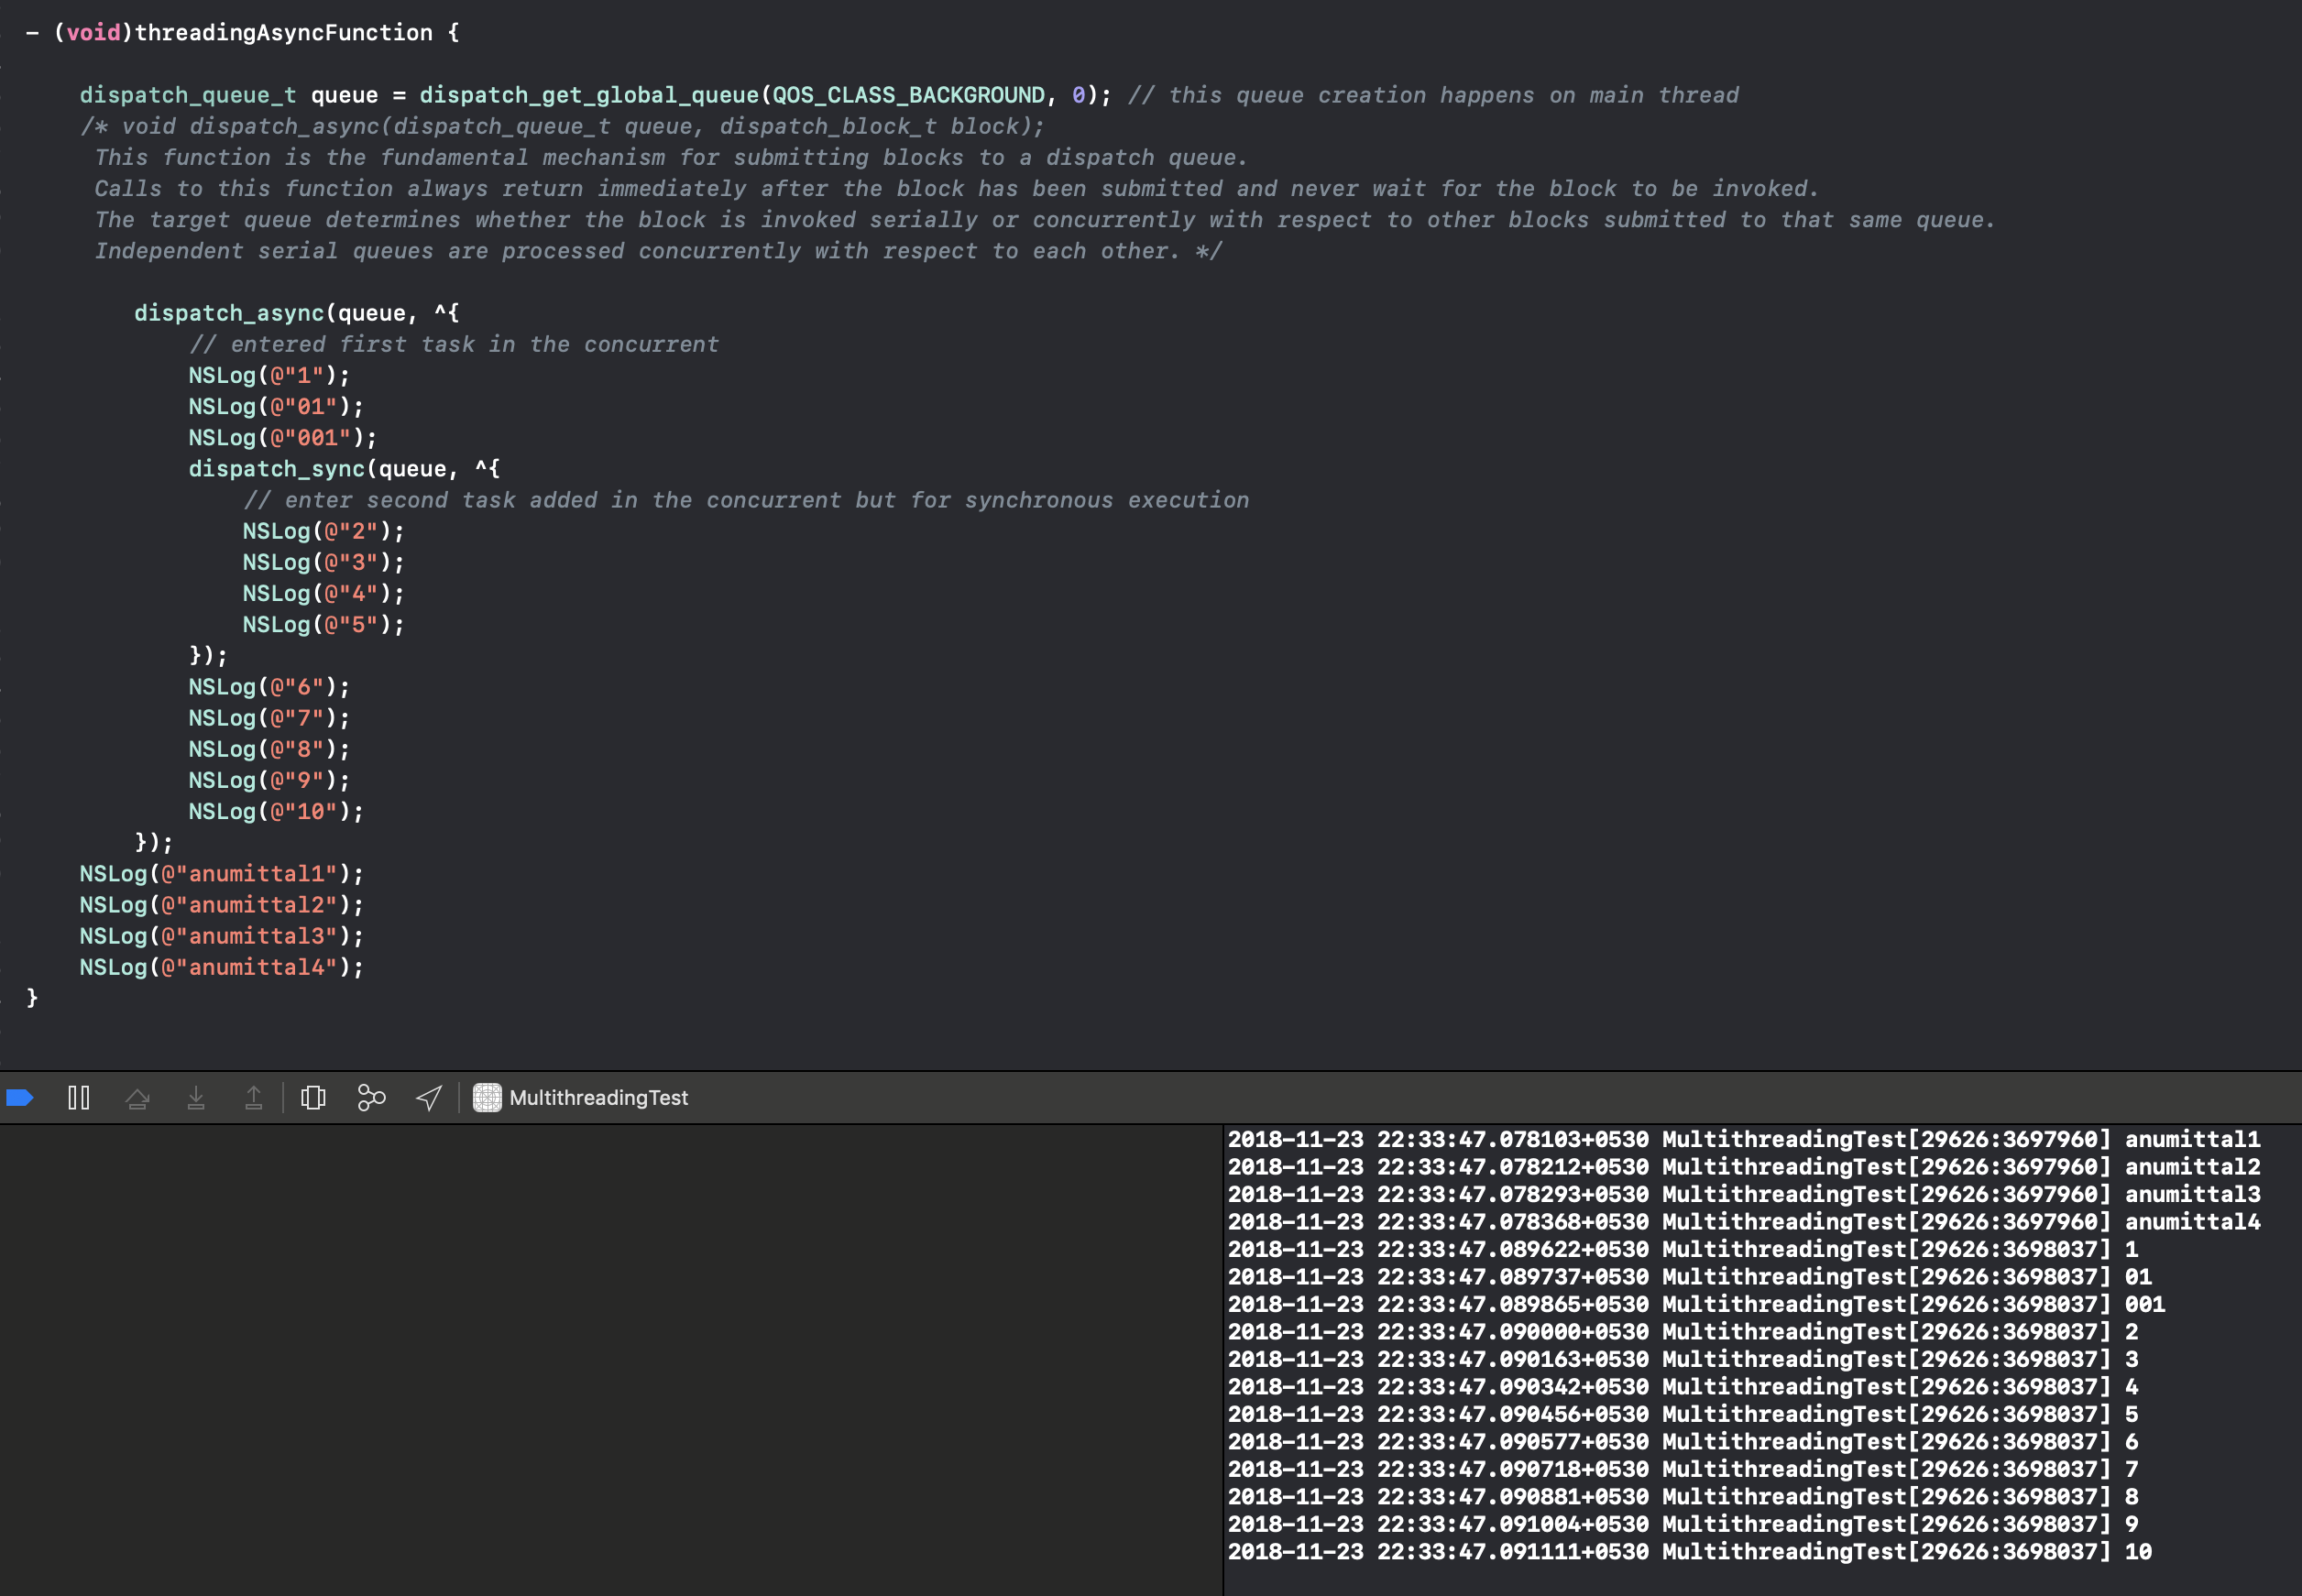 - (void)threadingAsyncFunction {
dispatch_queue_t queue = dispatch_get_global_queue(QOS_CLASS_BACKGROUND, 0); // this queue creation happens on main thread
/* void dispatch_async(dispatch_queue_t queue, dispatch_block_t block);
This function is the fundamental mechanism for submitting blocks to a dispatch queue.
Calls to this function always return immediately after the block has been submitted and never wait for the block to be invoked.
The target queue determines whether the block is invoked serially or concurrently with respect to other blocks submitted to that same queue.
Independent serial queues are processed concurrently with respect to each other. */
dispatch_async(queue, ^{
// entered first task in the concurrent
NSLog(@"1");
NSLog(@"01");
NSLog(@"001");
dispatch_sync(queue, ^{
// enter second task added in the concurrent but for synchronous execution
NSLog(@"2");
NSLog(@"3");
NSLog(@"4");
NSLog(@"5");
});
NSLog(@"6");
NSLog(@"7");
NSLog(@"8");
NSLog(@"9");
NSLog(@"10");
});
NSLog(@"anumittal1");
NSLog(@"anumittal2");
NSLog(@"anumittal3");
NSLog(@"anumittal4");
}
MultithreadingTest
2018-11-23 22:33:47.078103+0530 MultithreadingTest[29626:3697960] anumittal1
2018-11-23 22:33:47.078212+0530 MultithreadingTest[29626:3697960] anumittal2
2018-11-23 22:33:47.078293+0530 MultithreadingTest[29626:3697960] anumittal3
2018-11-23 22:33:47.078368+0530 MultithreadingTest[29626:3697960] anumittal4
2018-11-23 22:33:47.089622+0530 MultithreadingTest[29626:3698037] 1
2018-11-23 22:33:47.089737+0530 MultithreadingTest[29626:3698037] 01
2018-11-23 22:33:47.089865+0530 MultithreadingTest[29626:3698037] 001
2018-11-23 22:33:47.090000+0530 MultithreadingTest[29626:3698037] 2
2018-11-23 22:33:47.090163+0530 MultithreadingTest[29626:3698037] 3
2018-11-23 22:33:47.090342+0530 MultithreadingTest[29626:3698037] 4
2018-11-23 22:33:47.090456+0530 MultithreadingTest[29626:3698037] 5
2018-11-23 22:33:47.090577+0530 MultithreadingTest[29626:3698037] 6
2018-11-23 22:33:47.090718+0530 MultithreadingTest[29626:3698037] 7
2018-11-23 22:33:47.090881+0530 MultithreadingTest[29626:3698037] 8
2018-11-23 22:33:47.091004+0530 MultithreadingTest[29626:3698037] 9
2018-11-23 22:33:47.091111+0530 MultithreadingTest[29626:3698037] 10